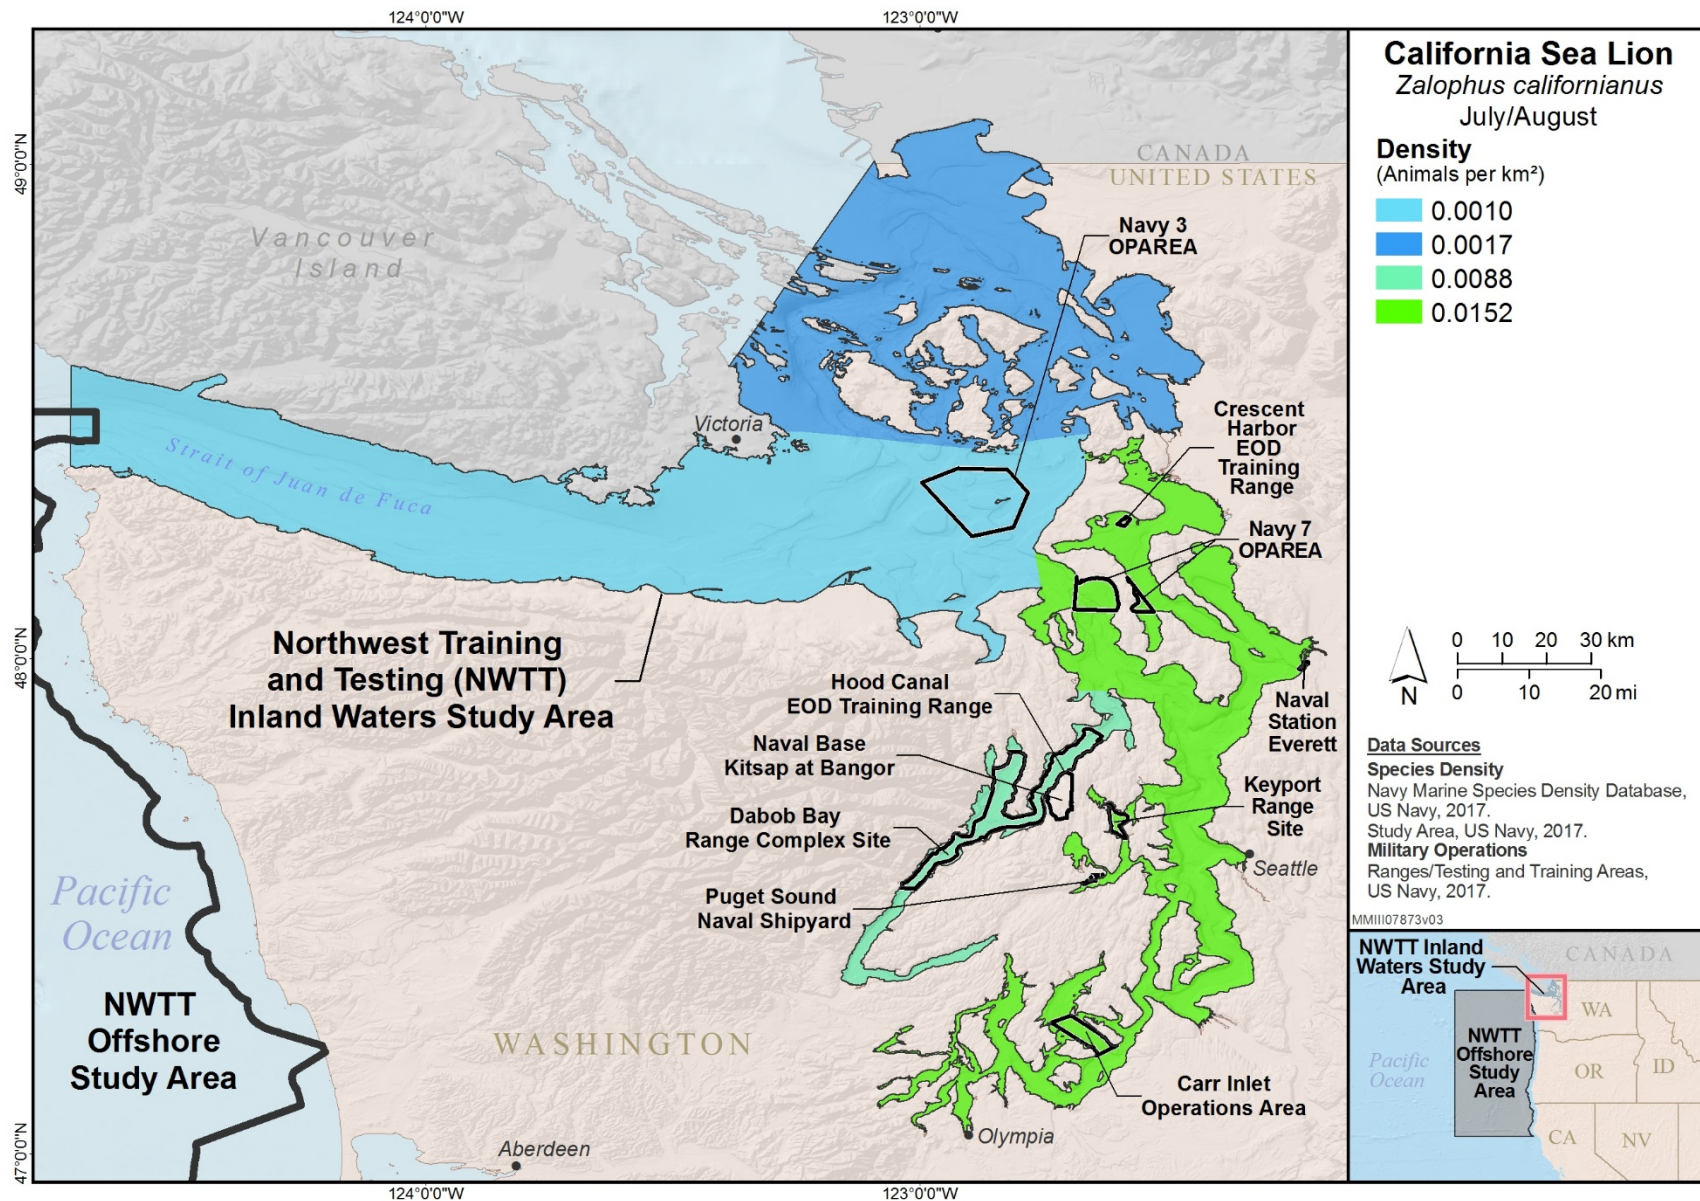 124°0'0"W
123°0'0"W
49°0'0"N
48°0'0"N
47°0'0"N
124°0'0"W
123°0'0"W
CANADA
UNITED STATES
Vancouver
Island
Navy 3
OPAREA
Victoria
Strait of Juan de Fuca
Crescent
Harbor
EOD
Training
Range
Navy 7
OPAREA
Northwest Training
and Testing (NWTT)
Inland Waters Study Area
Hood Canal
EOD Training Range
Naval Base
Kitsap at Bangor
Dabob Bay
Range Complex Site
Puget Sound
Naval Shipyard
Naval
Station
Everett
Keyport
Range
Site
Seattle
Pacific
Ocean
NWTT
Offshore
Study Area
WASHINGTON
Carr Inlet
Operations Area
Olympia
Aberdeen
California Sea Lion
Zalophus californianus
July/August
Density
(Animals per km²)
0.0010
0.0017
0.0088
0.0152
N
0 10 20 30 km
0 10 20 mi
Data Sources
Species Density
Navy Marine Species Density Database,
US Navy, 2017.
Study Area, US Navy, 2017.
Military Operations
Ranges/Testing and Training Areas,
US Navy, 2017.
MMIII07873v03
NWTT Inland
Waters Study
Area
CANADA
WA
NWTT
Offshore
Study
Area
Pacific
Ocean
OR
ID
CA
NV